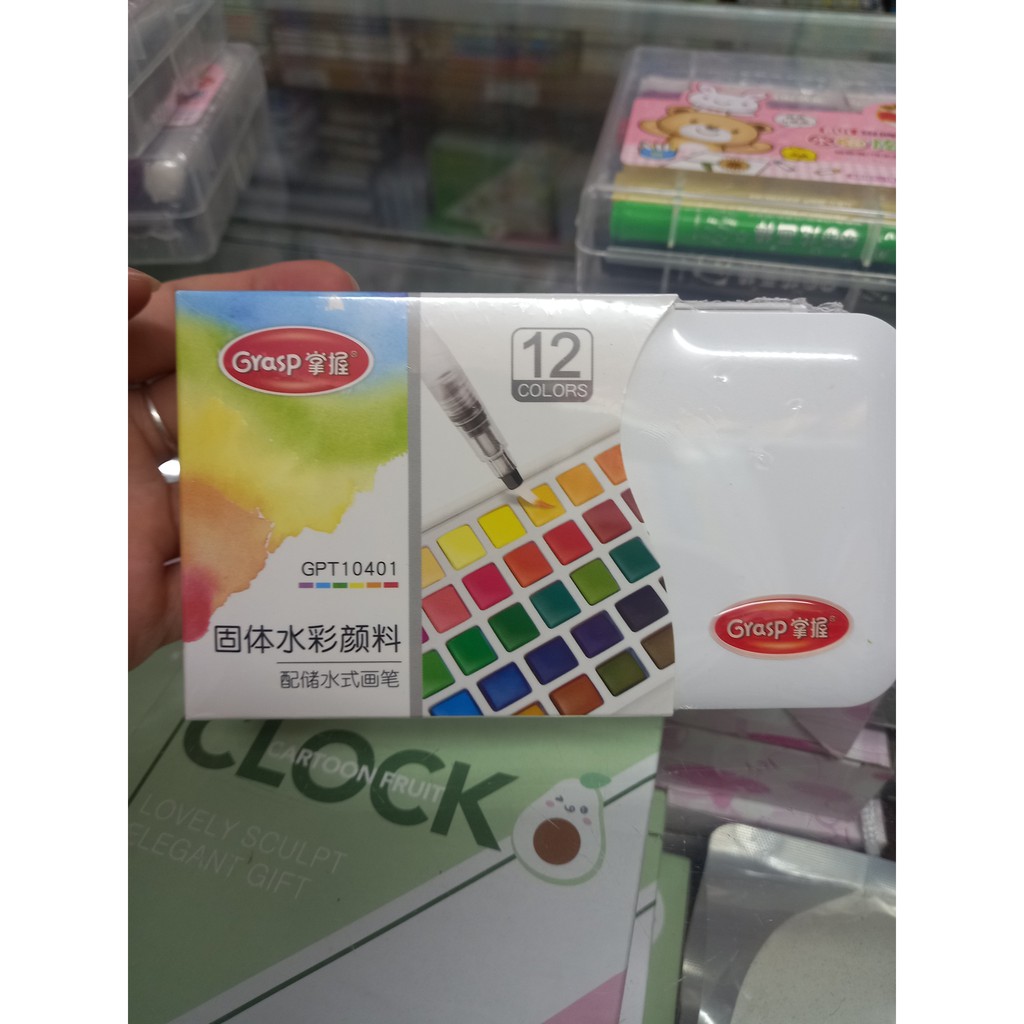 Grasp 掌握®
12
COLORS
GPT10401
固体水彩颜料
配储水式画笔
Grasp 掌握®
CLOCK
CARTOON FRUIT
LOVELY SCULPT
ELEGANT GIFT